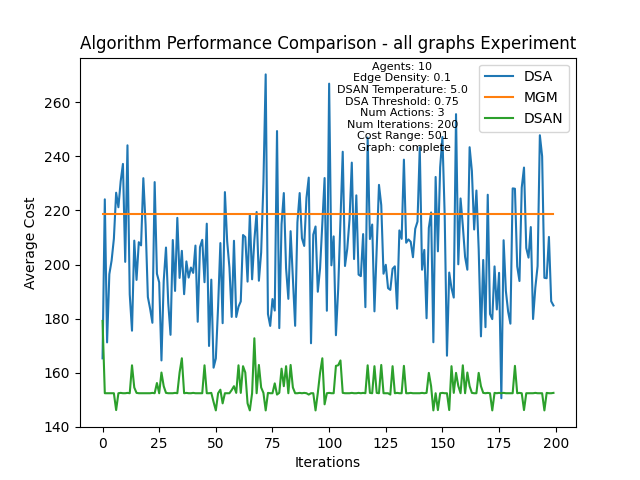 Algorithm Performance Comparison - all graphs Experiment
Agents: 10
Edge Density: 0.1
DSAN Temperature: 5.0
DSA Threshold: 0.75
Num Actions: 3
Num Iterations: 200
Cost Range: 501
Graph: complete
DSA
MGM
DSAN
Average Cost
260
240
220
200
180
160
140
0 25 50 75 100 125 150 175 200
Iterations